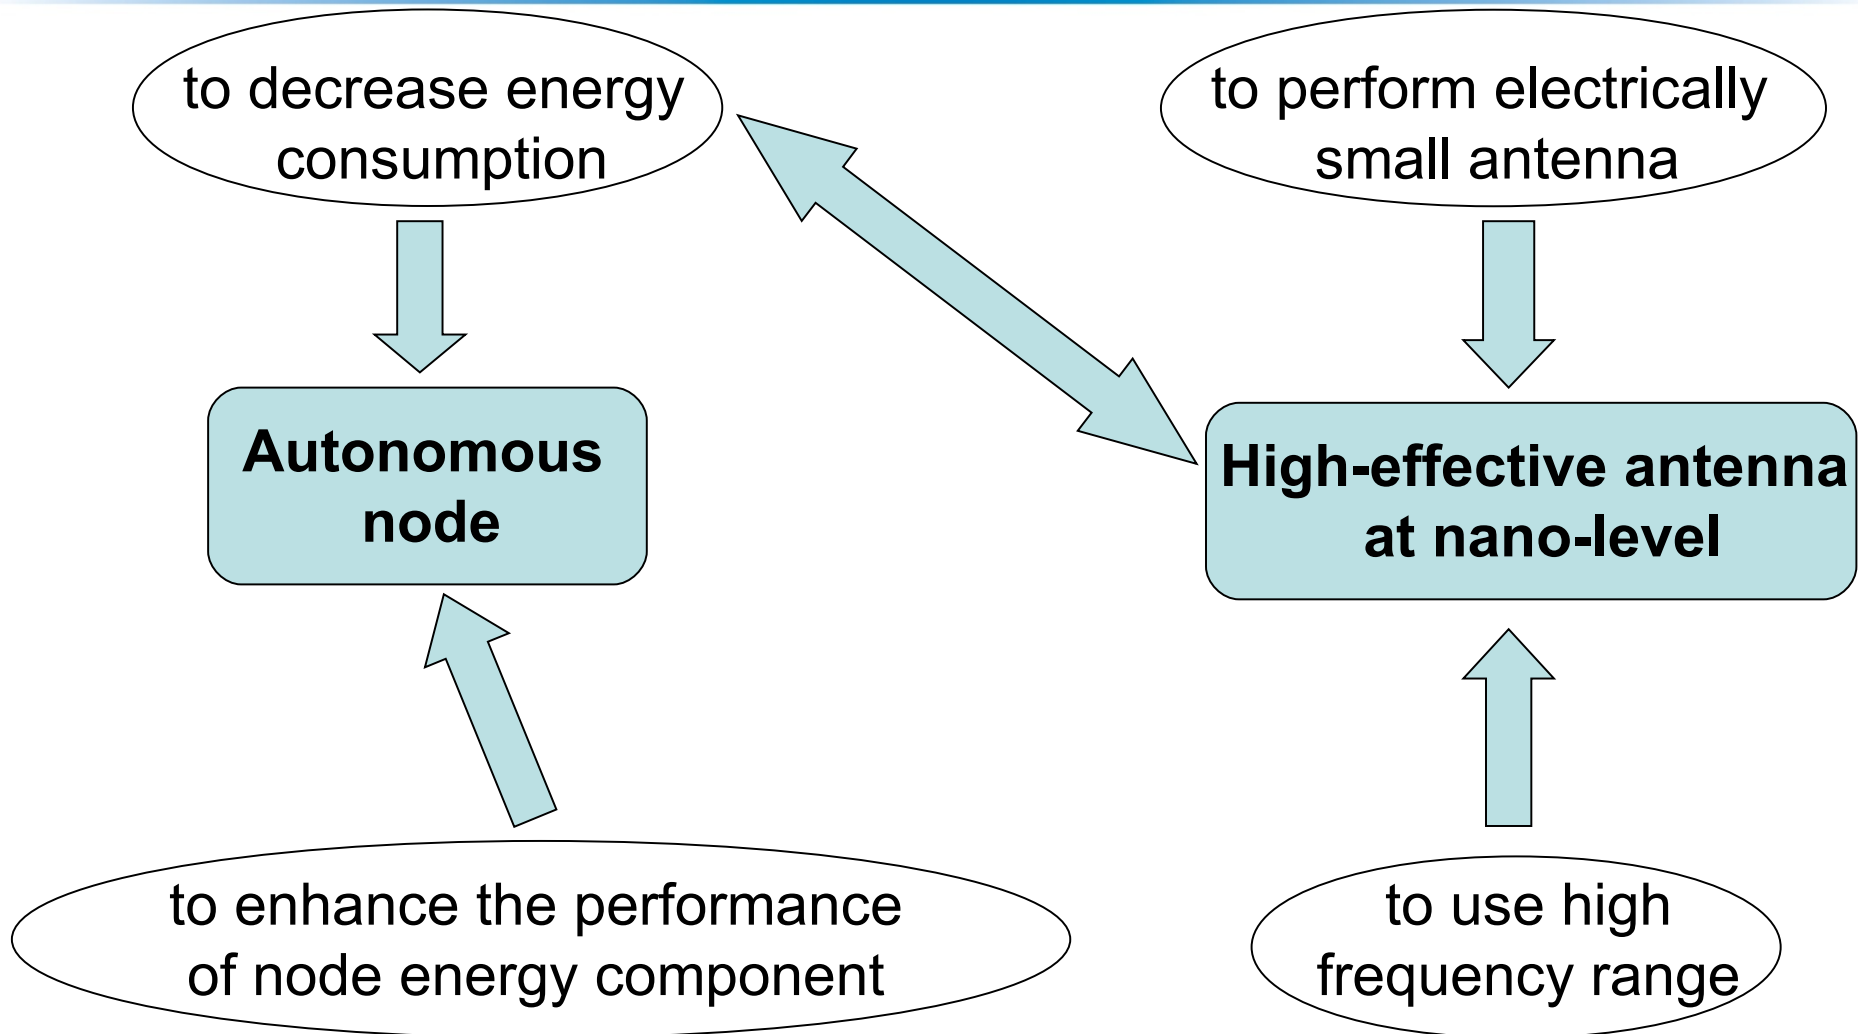 to decrease energy
consumption
to perform electrically
small antenna
Autonomous
node
High-effective antenna
at nano-level
to enhance the performance
of node energy component
to use high
frequency range